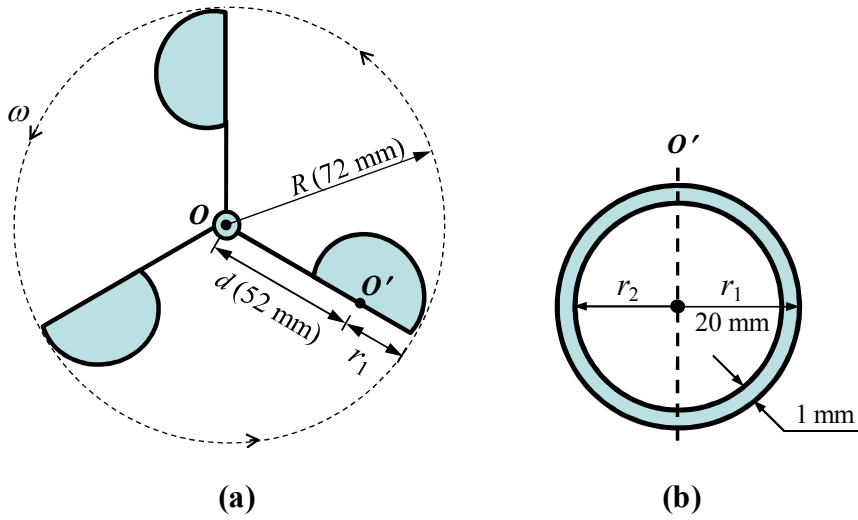 ω
R (72 mm)
O
d (52 mm)
O′
r₁
(a)
O′
r₂
r₁
20 mm
1 mm
(b)